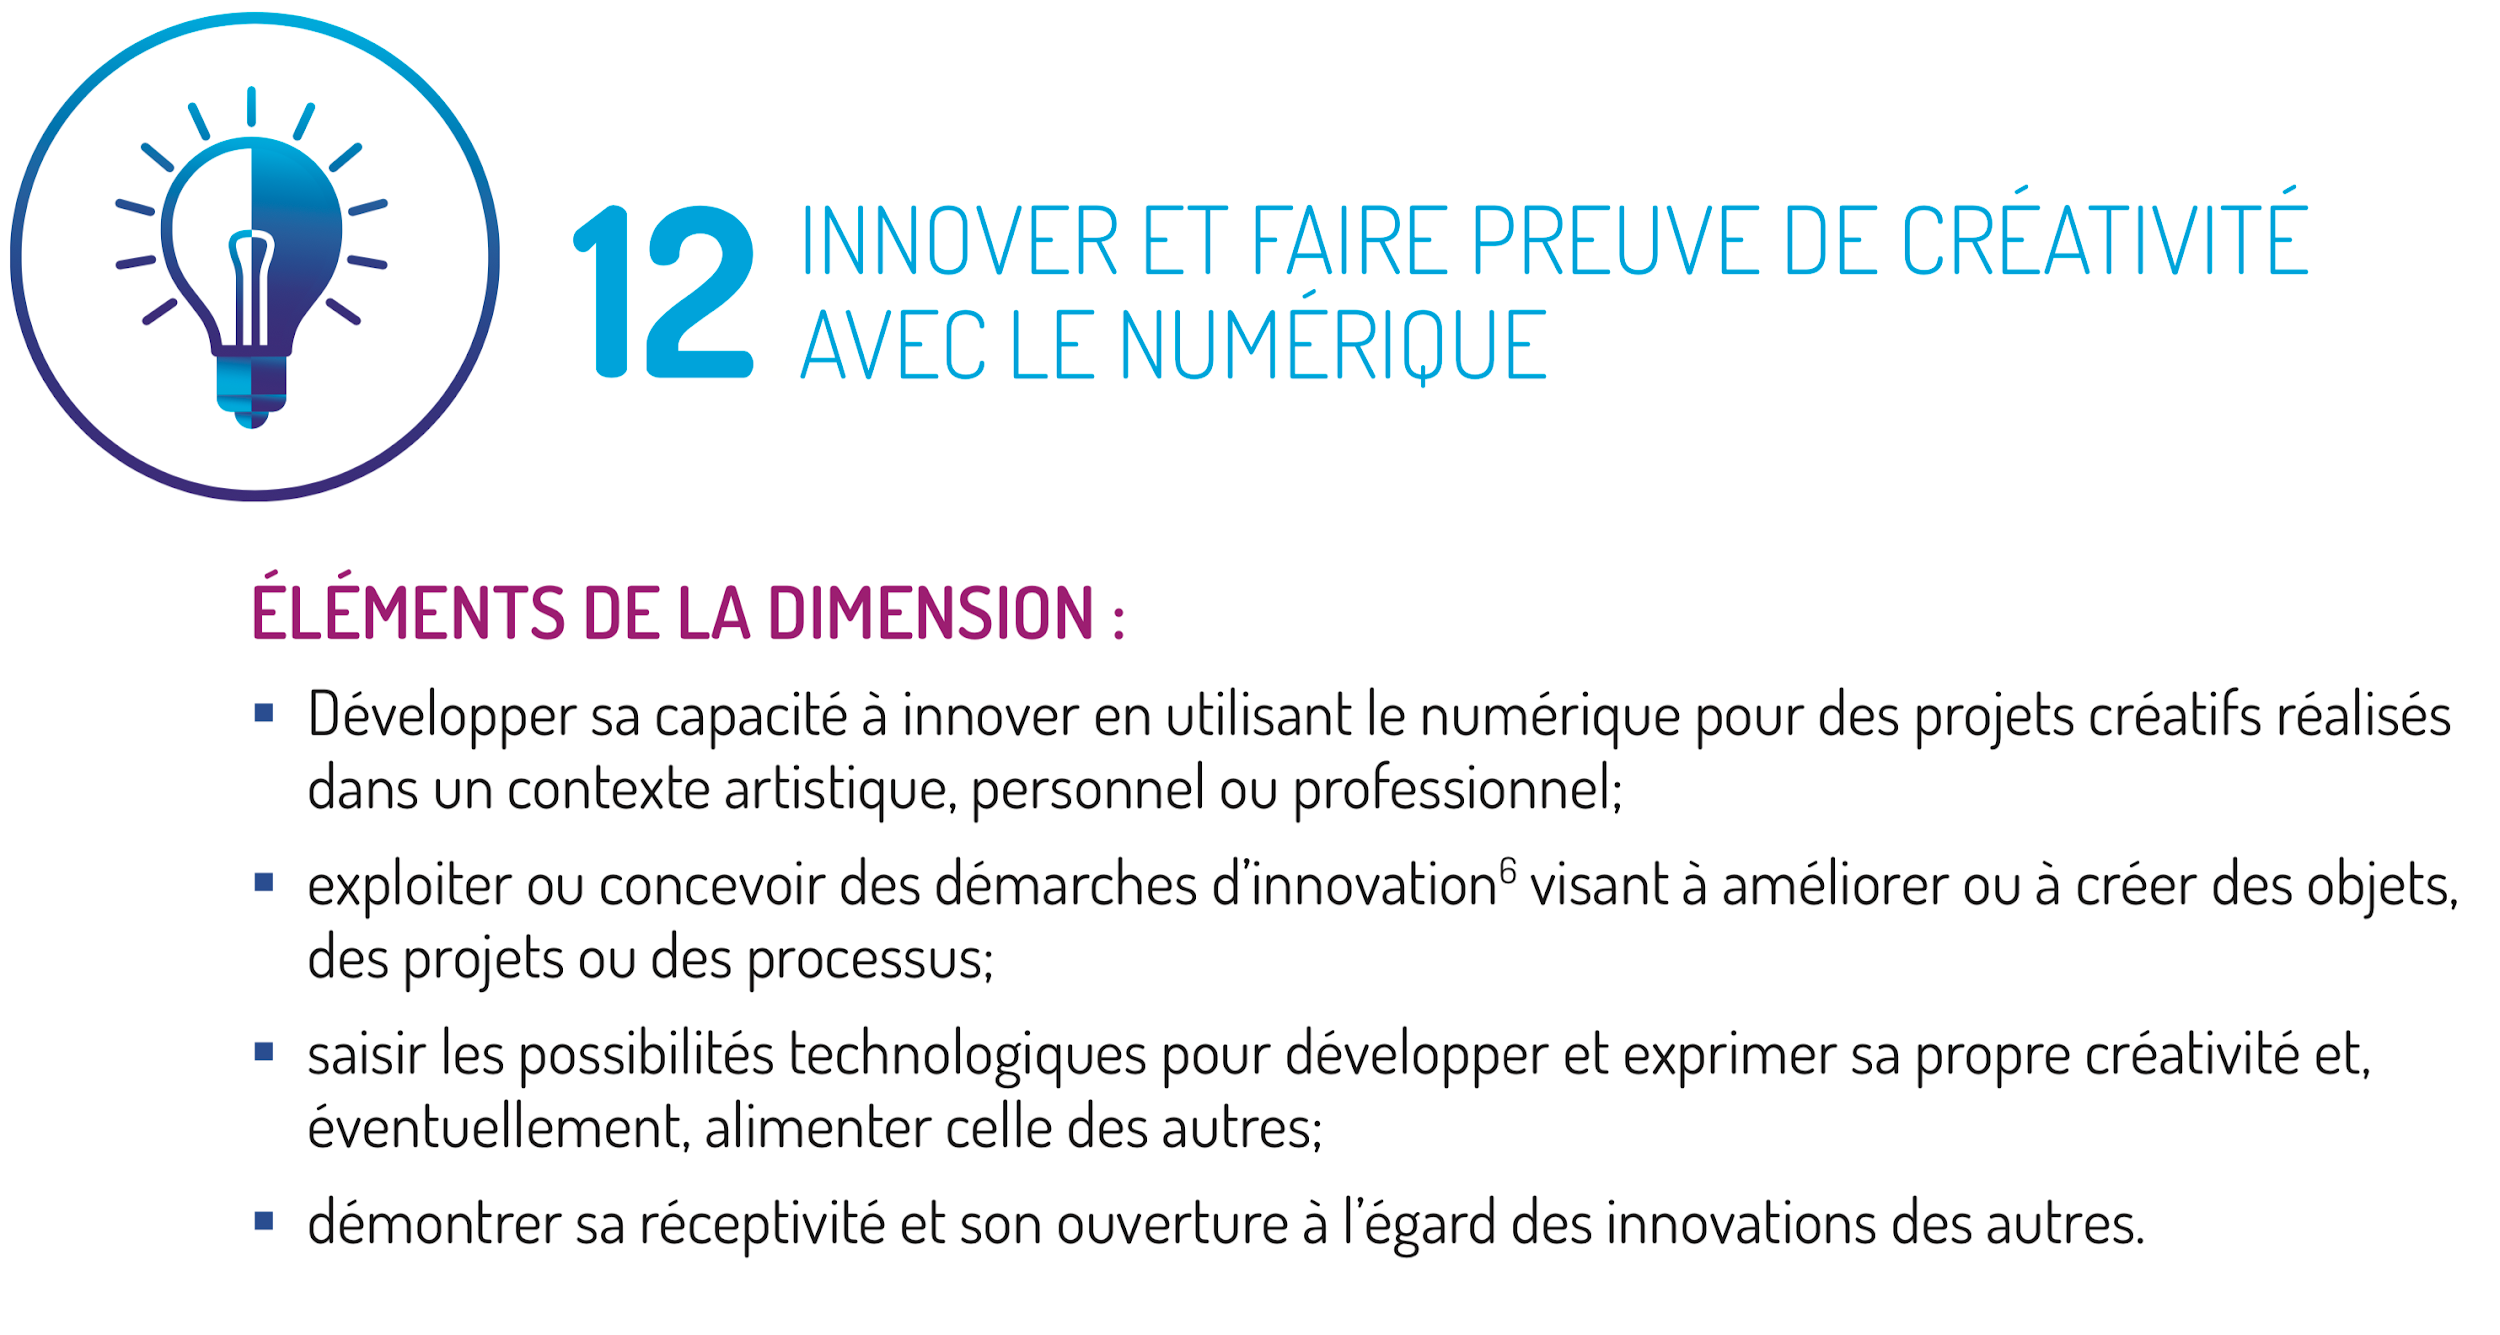 12 INNOVER ET FAIRE PREUVE DE CRÉATIVITÉ
AVEC LE NUMÉRIQUE
ÉLÉMENTS DE LA DIMENSION :
▪ Développer sa capacité à innover en utilisant le numérique pour des projets créatifs réalisés
dans un contexte artistique, personnel ou professionnel;
▪ exploiter ou concevoir des démarches d’innovation⁶ visant à améliorer ou à créer des objets,
des projets ou des processus;
▪ saisir les possibilités technologiques pour développer et exprimer sa propre créativité et,
éventuellement, alimenter celle des autres;
▪ démontrer sa réceptivité et son ouverture à l’égard des innovations des autres.